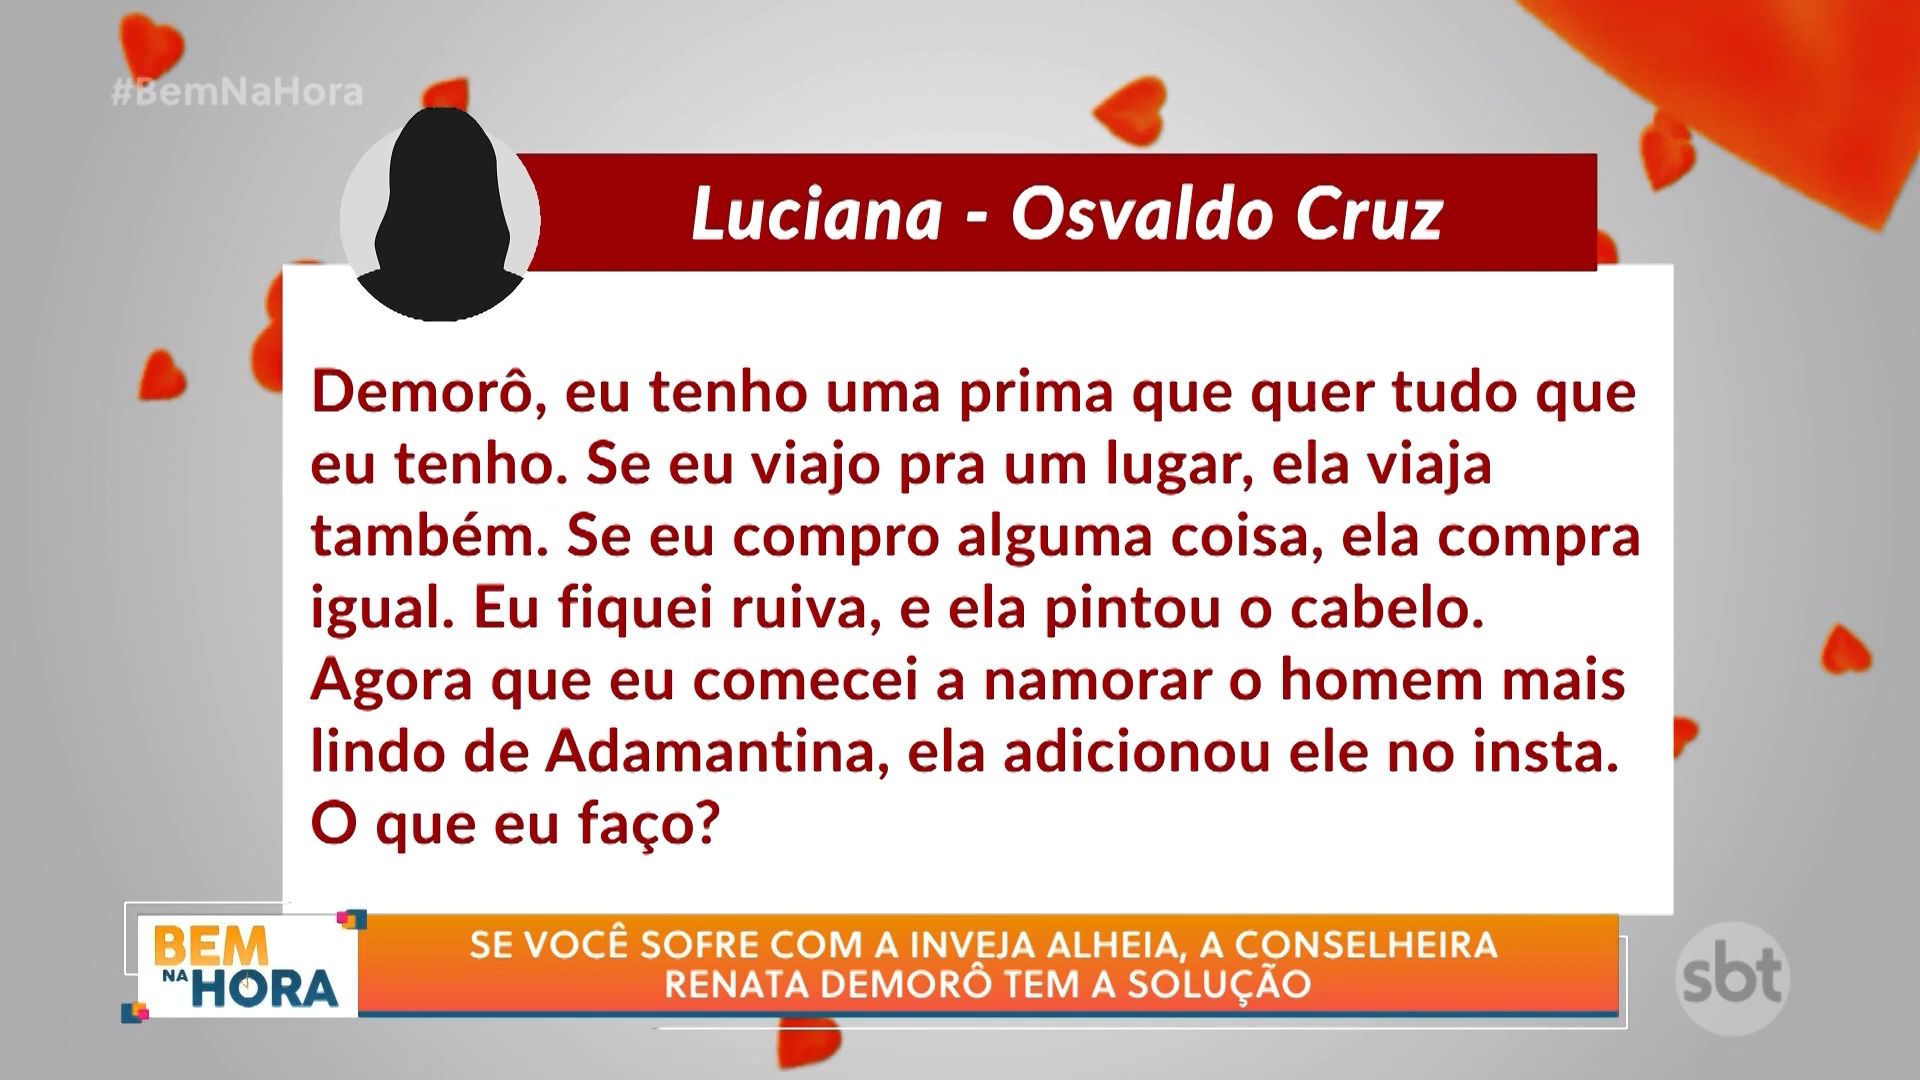 #BemNaHora
Luciana - Osvaldo Cruz
Demorô, eu tenho uma prima que quer tudo que
eu tenho. Se eu viajo pra um lugar, ela viaja
também. Se eu compro alguma coisa, ela compra
igual. Eu fiquei ruiva, e ela pintou o cabelo.
Agora que eu comecei a namorar o homem mais
lindo de Adamantina, ela adicionou ele no insta.
O que eu faço?
BEM
NA HORA
SE VOCÊ SOFRE COM A INVEJA ALHEIA, A CONSELHEIRA
RENATA DEMORÔ TEM A SOLUÇÃO
sbt